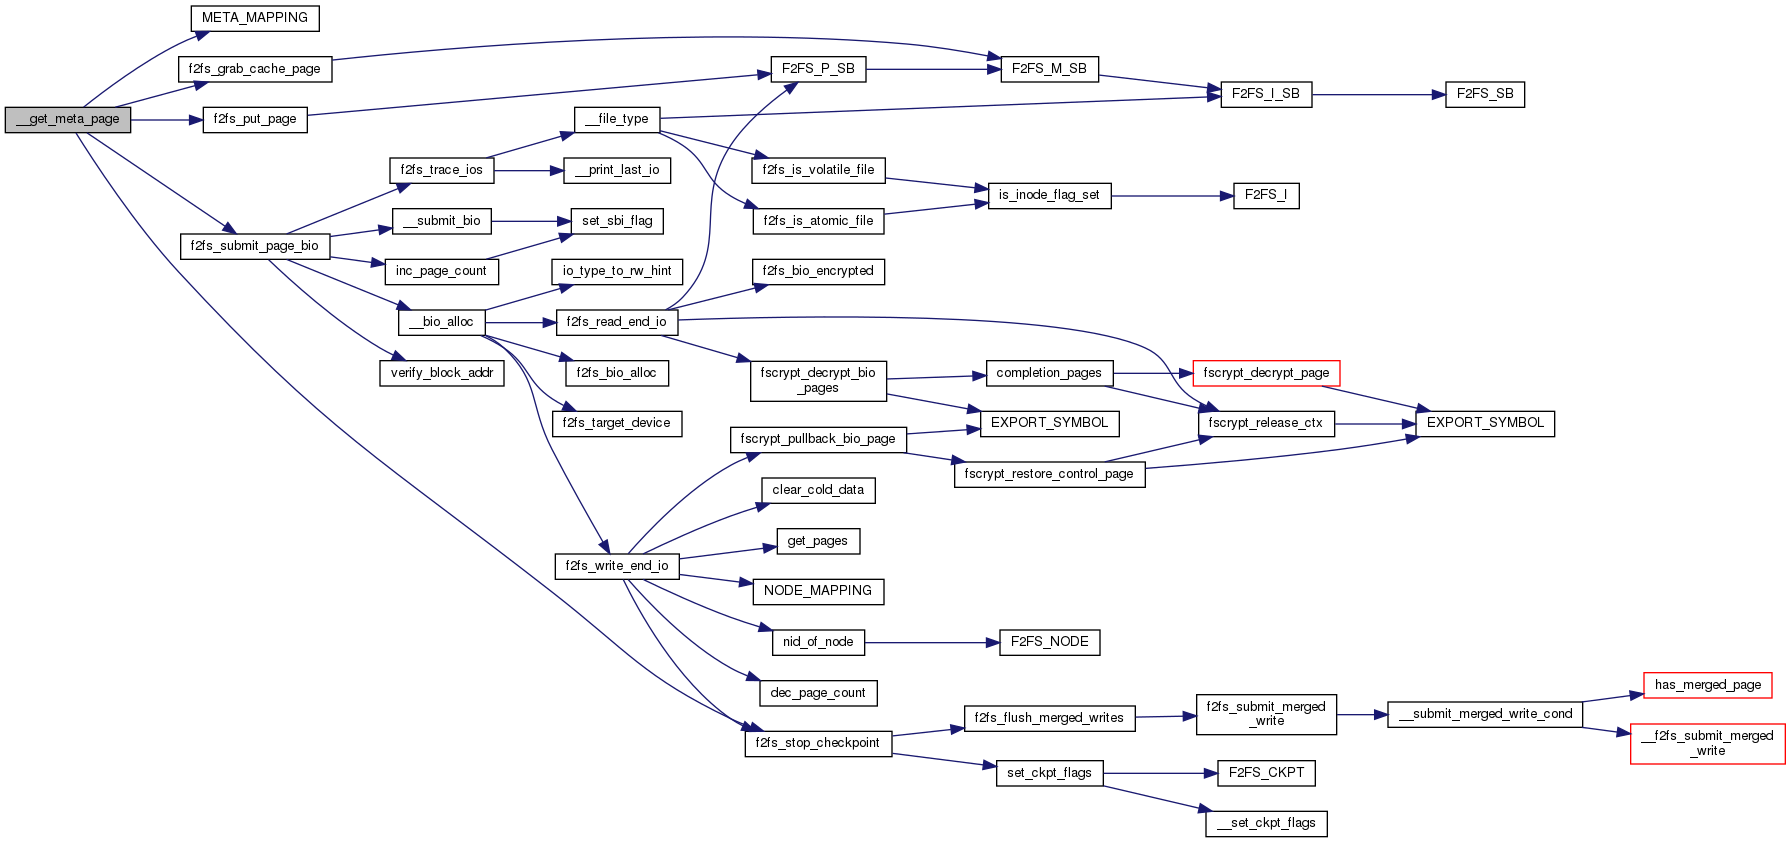 META_MAPPING
f2fs_grab_cache_page
F2FS_P_SB
F2FS_M_SB
F2FS_I_SB
F2FS_SB
__get_meta_page
f2fs_put_page
__file_type
f2fs_trace_ios
__print_last_io
f2fs_is_volatile_file
is_inode_flag_set
F2FS_I
__submit_bio
set_sbi_flag
f2fs_is_atomic_file
f2fs_submit_page_bio
inc_page_count
io_type_to_rw_hint
f2fs_bio_encrypted
__bio_alloc
f2fs_read_end_io
verify_block_addr
f2fs_bio_alloc
fscrypt_decrypt_bio
_pages
completion_pages
fscrypt_decrypt_page
f2fs_target_device
EXPORT_SYMBOL
fscrypt_release_ctx
EXPORT_SYMBOL
fscrypt_pullback_bio_page
fscrypt_restore_control_page
clear_cold_data
get_pages
f2fs_write_end_io
NODE_MAPPING
nid_of_node
F2FS_NODE
dec_page_count
has_merged_page
f2fs_flush_merged_writes
f2fs_submit_merged
_write
__submit_merged_write_cond
__f2fs_submit_merged
_write
f2fs_stop_checkpoint
set_ckpt_flags
F2FS_CKPT
__set_ckpt_flags